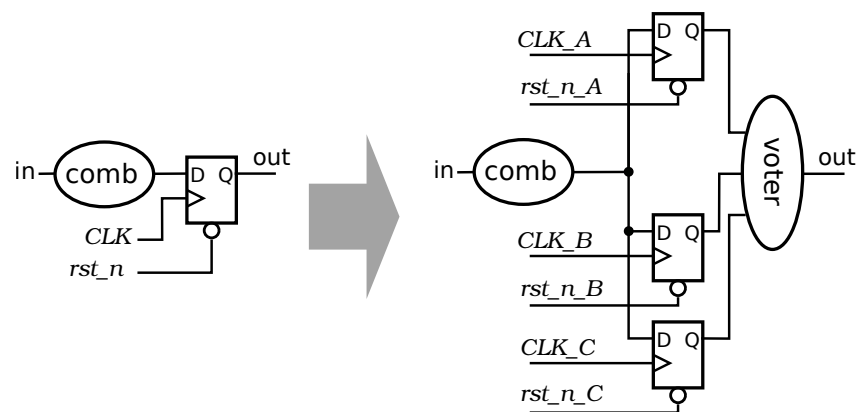 in
comb
D Q
out
CLK
rst_n
CLK_A
D Q
rst_n_A
in
comb
voter
out
CLK_B
D Q
rst_n_B
CLK_C
D Q
rst_n_C